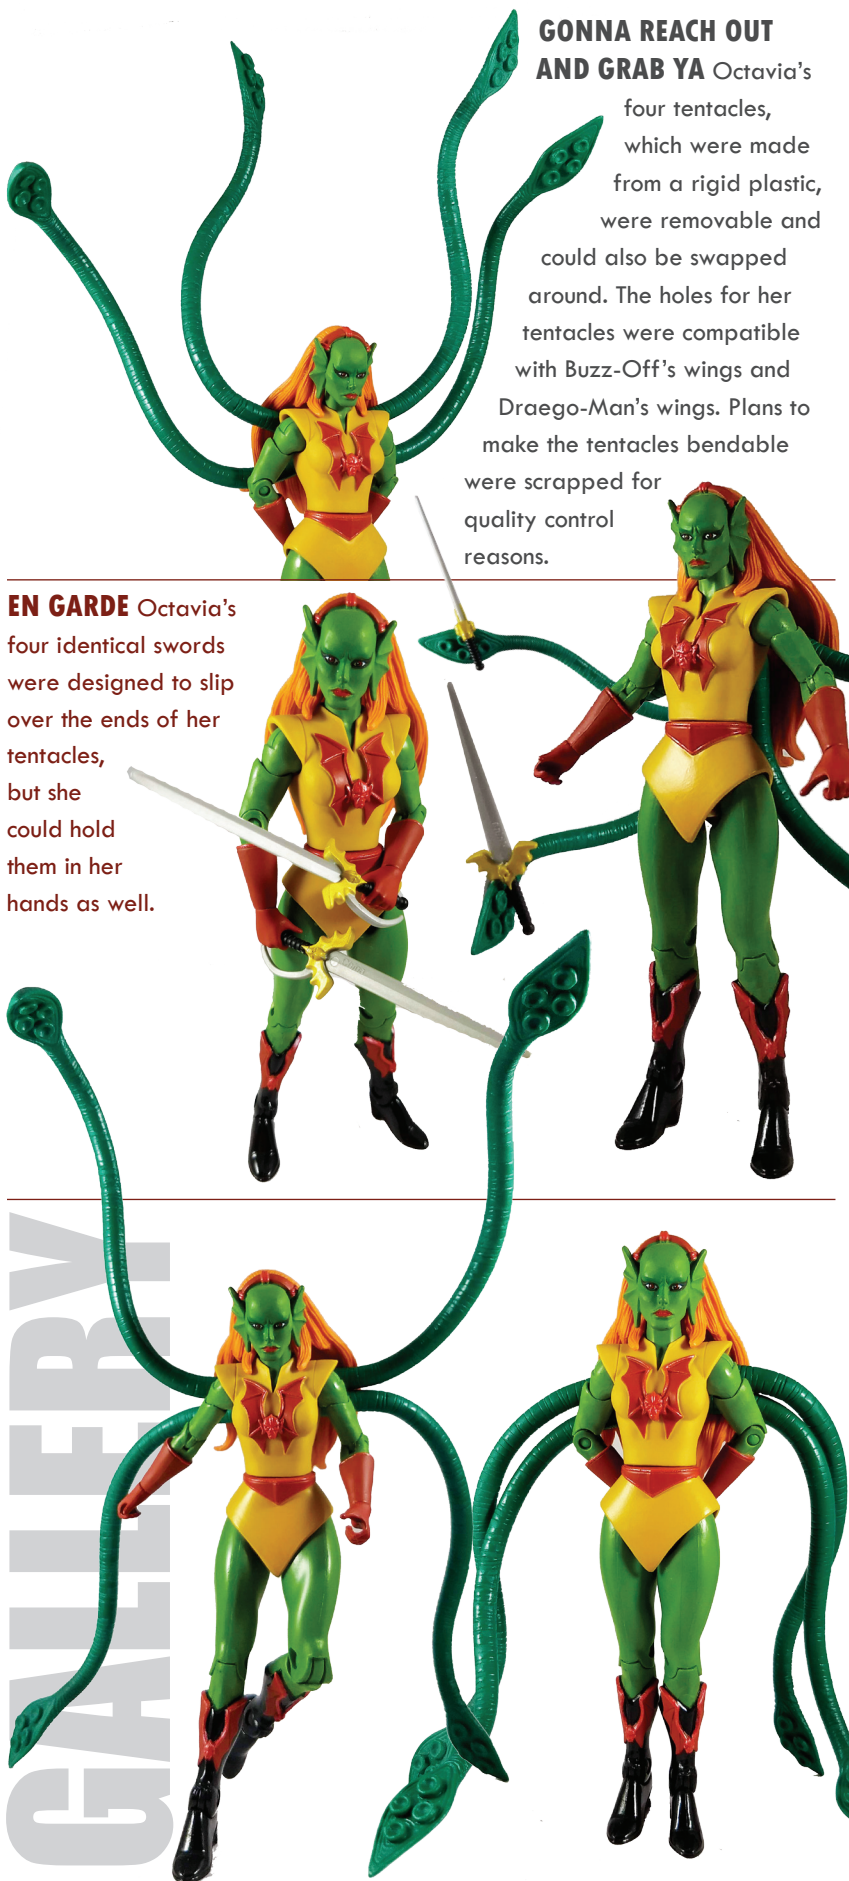 GONNA REACH OUT
AND GRAB YA Octavia's
four tentacles,
which were made
from a rigid plastic,
were removable and
could also be swapped
around. The holes for her
tentacles were compatible
with Buzz-Off's wings and
Draego-Man's wings. Plans to
make the tentacles bendable
were scrapped for
quality control
reasons.
EN GARDE Octavia's
four identical swords
were designed to slip
over the ends of her
tentacles,
but she
could hold
them in her
hands as well.
GALLERY